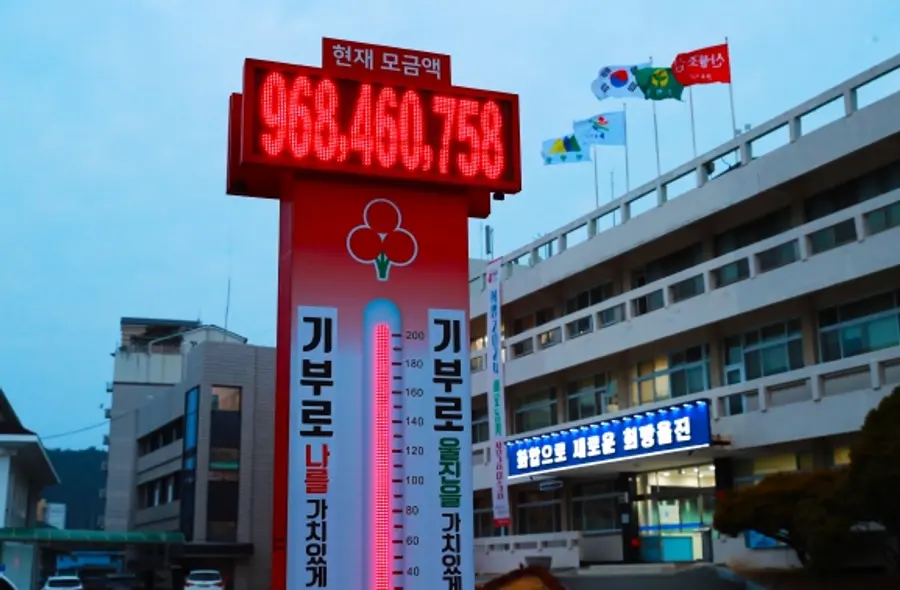 현재 모금액
968,460,758
기부로 나를 가치있게
기부로 울진을 가치있게
200
180
160
140
120
100
80
60
40
화합으로 새로운 희망울진